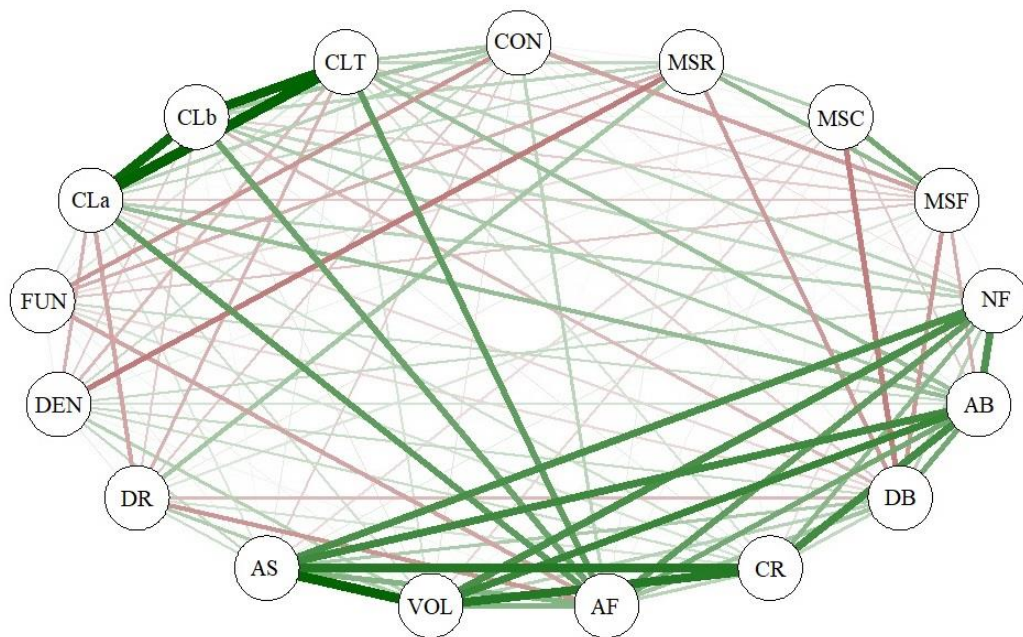 CON
CLT
MSR
CLb
MSC
CLa
MSF
FUN
NF
DEN
AB
DR
DB
AS
CR
VOL
AF